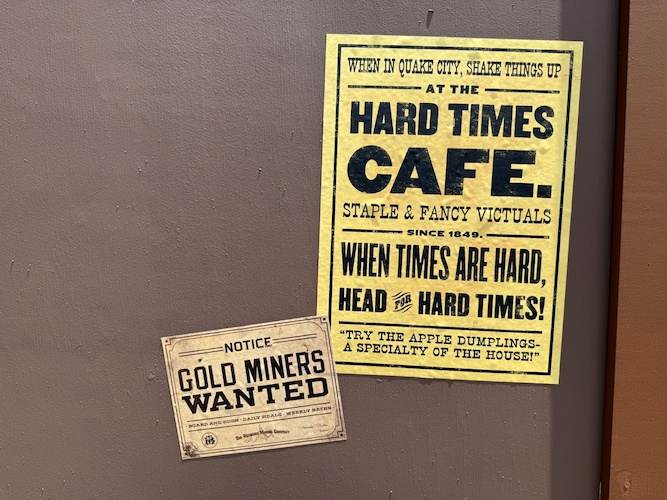 WHEN IN QUAKE CITY, SHAKE THINGS UP
AT THE
HARD TIMES
CAFE.
STAPLE & FANCY VICTUALS
SINCE 1849.
WHEN TIMES ARE HARD,
HEAD FOR HARD TIMES!
“TRY THE APPLE DUMPLINGS-
A SPECIALTY OF THE HOUSE!”
NOTICE
GOLD MINERS
WANTED
BOARD AND ROOM · DAILY MEALS · WEEKLY BATHS